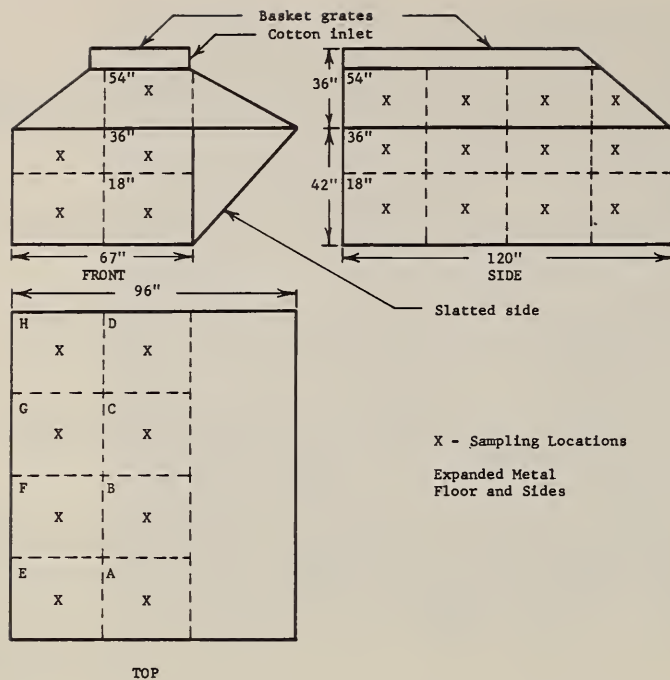 Basket grates
Cotton inlet
54"
X
36"
X X
18"
X X
67"
FRONT
36"
54"
X X X X
36"
X X X X
42"
18"
X X X X
120"
SIDE
96"
Slatted side
H D
X X
G C
X X
F B
X X
E A
X X
TOP
X - Sampling Locations
Expanded Metal
Floor and Sides